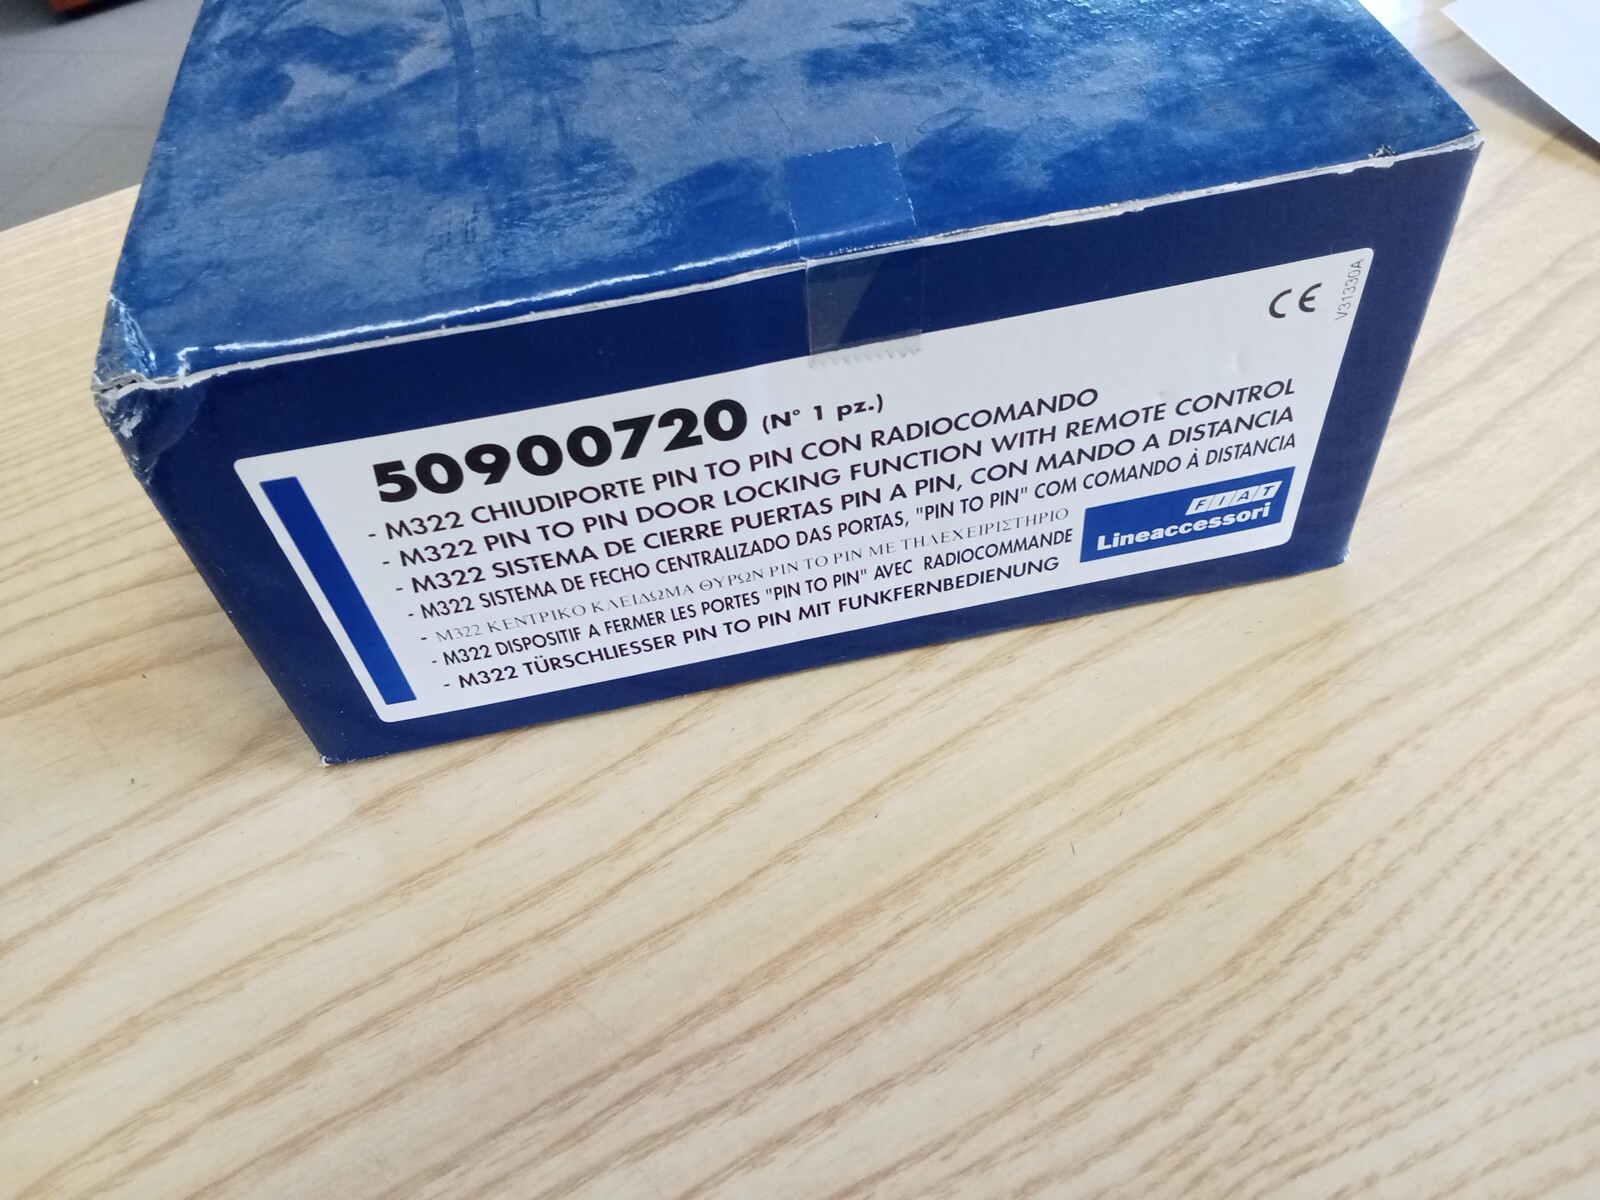 CE
V31330A
50900720 (N° 1 pz.)
- M322 CHIUDIPORTE PIN TO PIN CON RADIOCOMANDO
- M322 PIN TO PIN DOOR LOCKING FUNCTION WITH REMOTE CONTROL
- M322 SISTEMA DE CIERRE PUERTAS PIN A PIN, CON MANDO A DISTANCIA
- M322 SISTEMA DE FECHO CENTRALIZADO DAS PORTAS, "PIN TO PIN" COM COMANDO À DISTANCIA
- M322 ΚΕΝΤΡΙΚΟ ΚΛΕΙΔΩΜΑ ΘΥΡΩΝ PIN TO PIN ΜΕ ΤΗΛΕΧΕΙΡΙΣΤΗΡΙΟ
- M322 DISPOSITIF A FERMER LES PORTES "PIN TO PIN" AVEC RADIOCOMMANDE
- M322 TÜRSCHLIESSER PIN TO PIN MIT FUNKFERNBEDIENUNG
FIAT
Lineaccessori